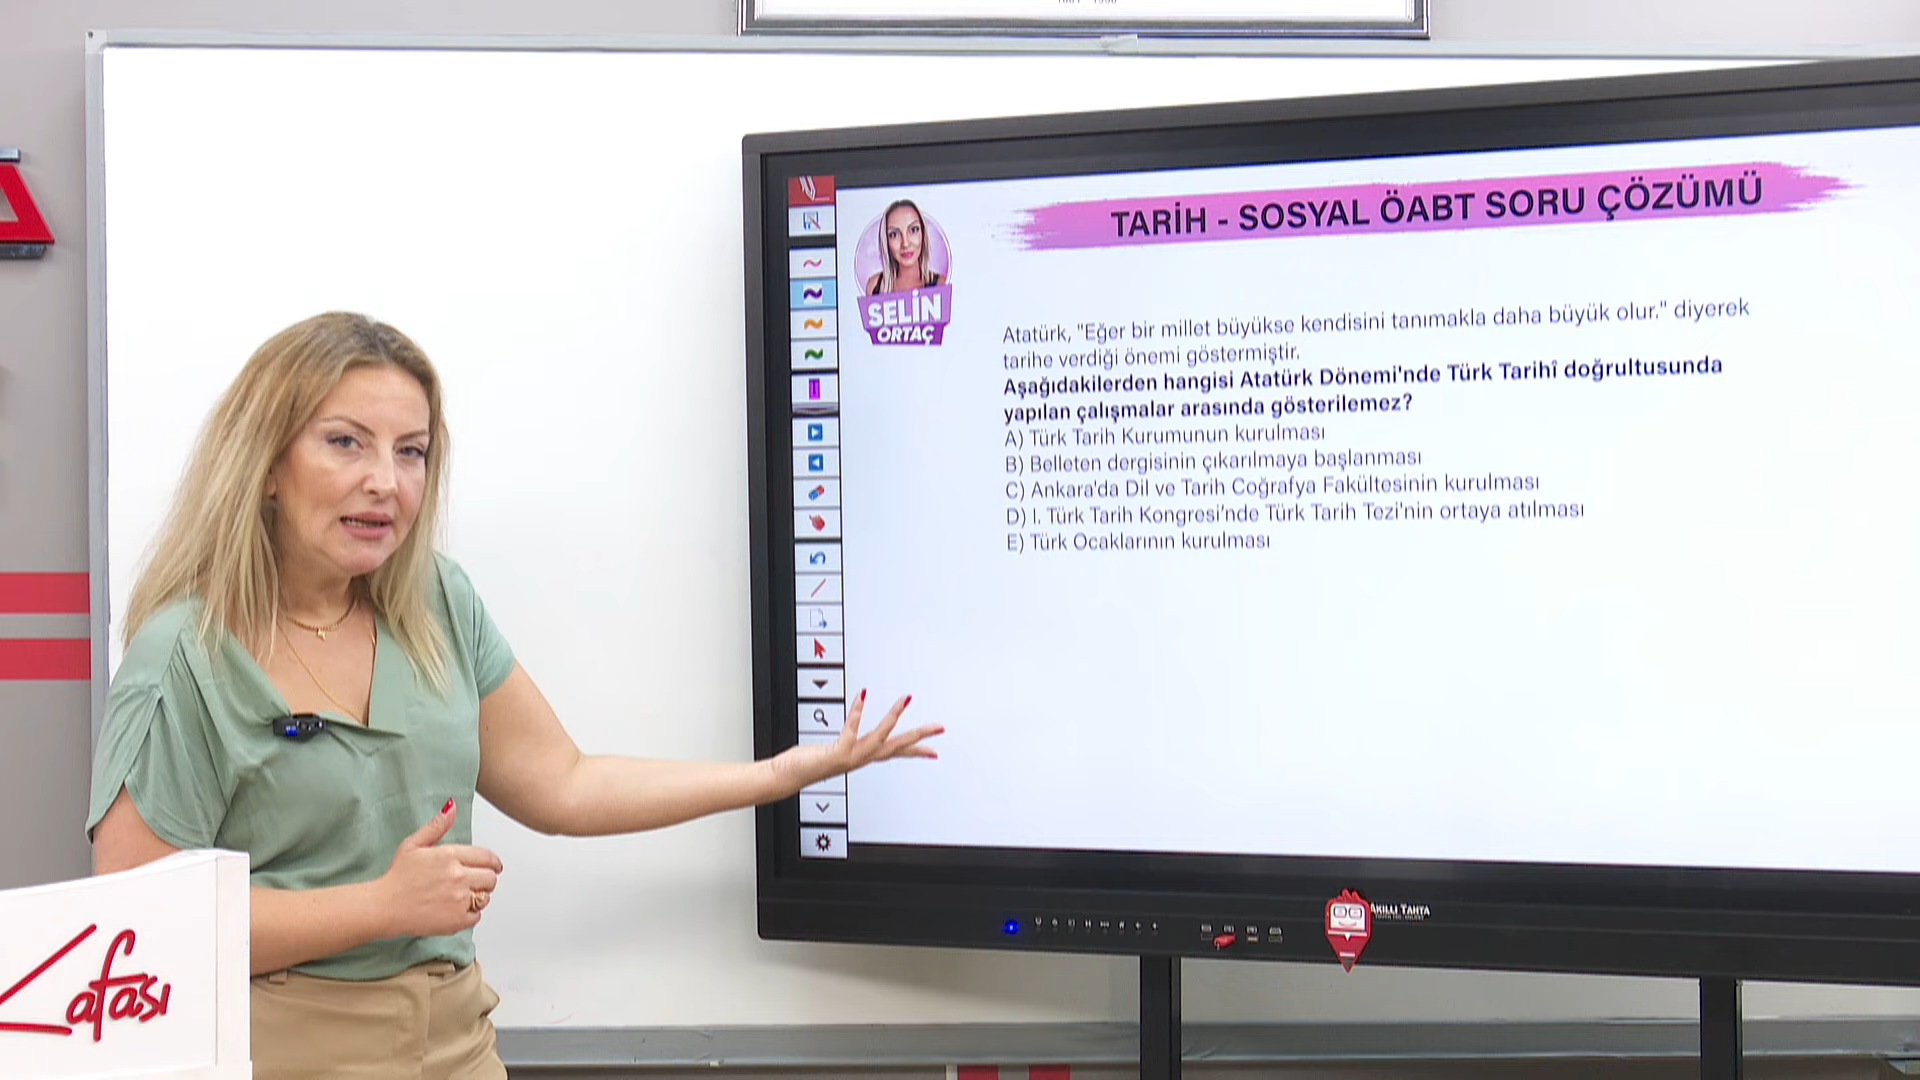 TARİH - SOSYAL ÖABT SORU ÇÖZÜMÜ
SELİN
ORTAÇ
Atatürk, "Eğer bir millet büyükse kendisini tanımakla daha büyük olur." diyerek
tarihe verdiği önemi göstermiştir.
Aşağıdakilerden hangisi Atatürk Dönemi'nde Türk Tarihî doğrultusunda
yapılan çalışmalar arasında gösterilemez?
A) Türk Tarih Kurumunun kurulması
B) Belleten dergisinin çıkarılmaya başlanması
C) Ankara'da Dil ve Tarih Coğrafya Fakültesinin kurulması
D) I. Türk Tarih Kongresi’nde Türk Tarih Tezi'nin ortaya atılması
E) Türk Ocaklarının kurulması
AKILLI TAHTA
Kafası